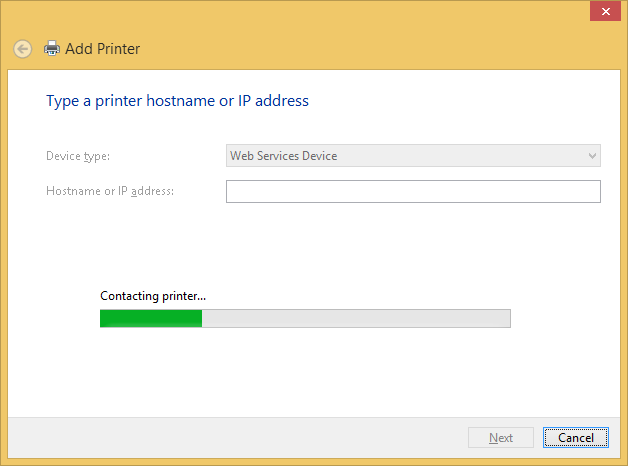 Add Printer
Type a printer hostname or IP address
Device type:
Web Services Device
Hostname or IP address:
Contacting printer...
Next
Cancel